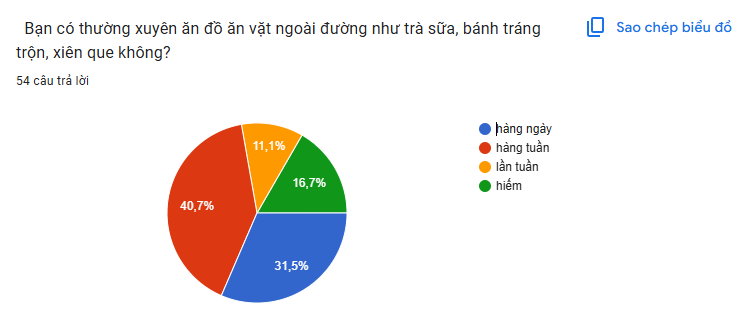 Bạn có thường xuyên ăn đồ ăn vặt ngoài đường như trà sữa, bánh tráng
trộn, xiên que không?
Sao chép biểu đồ
54 câu trả lời
11,1%
16,7%
40,7%
31,5%
hàng ngày
hàng tuần
lần tuần
hiếm